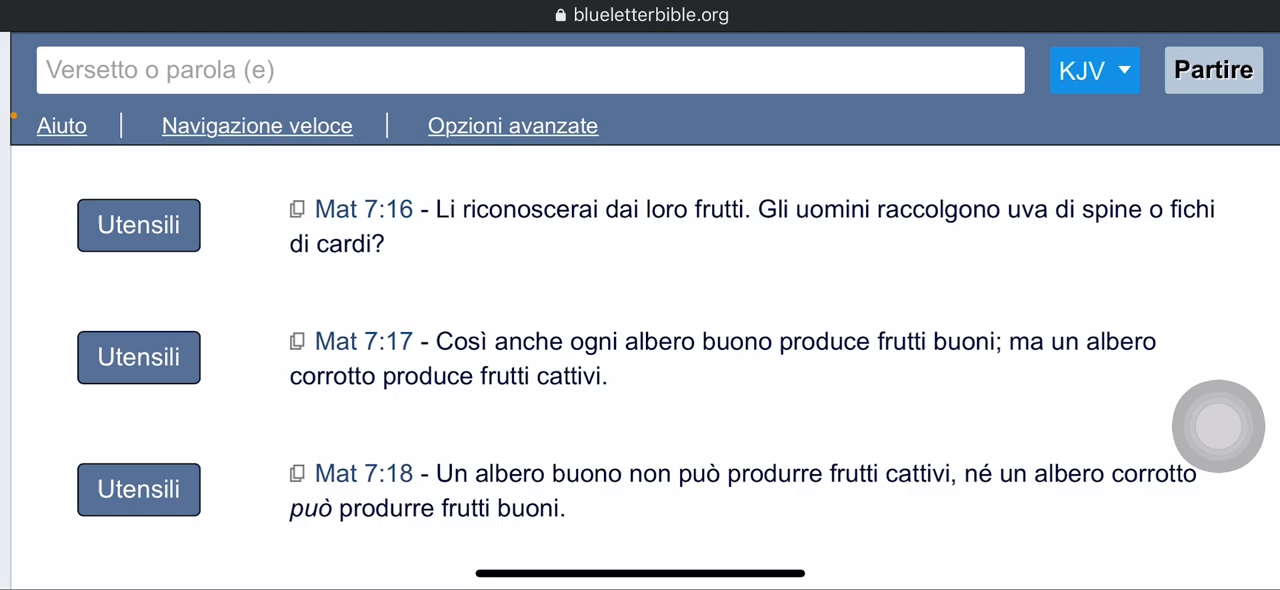 blueletterbible.org
Versetto o parola (e)
KJV
Partire
Aiuto | Navigazione veloce | Opzioni avanzate
Utensili
Mat 7:16 - Li riconoscerai dai loro frutti. Gli uomini raccolgono uva di spine o fichi
di cardi?
Utensili
Mat 7:17 - Così anche ogni albero buono produce frutti buoni; ma un albero
corrotto produce frutti cattivi.
Utensili
Mat 7:18 - Un albero buono non può produrre frutti cattivi, né un albero corrotto
può produrre frutti buoni.